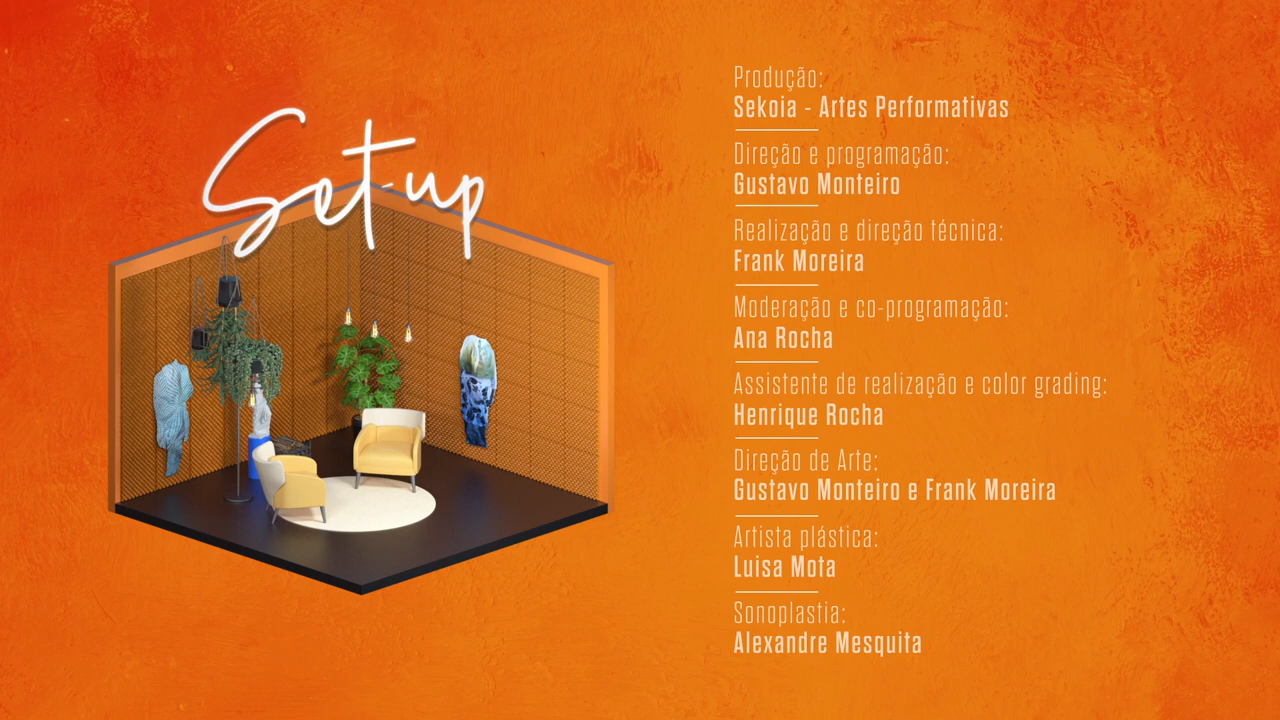 Setup
Produção:
Sekoia - Artes Performativas
Direção e programação:
Gustavo Monteiro
Realização e direção técnica:
Frank Moreira
Moderação e co-programação:
Ana Rocha
Assistente de realização e color grading:
Henrique Rocha
Direção de Arte:
Gustavo Monteiro e Frank Moreira
Artista plástica:
Luisa Mota
Sonoplastia:
Alexandre Mesquita